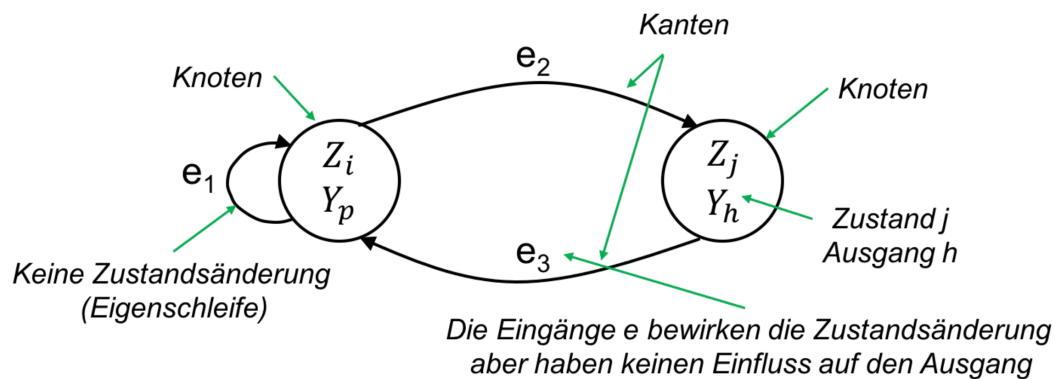 Kanten
e₂
Knoten
Knoten
Zᵢ
Yₚ
Zⱼ
Yₕ
e₁
Zustand j
Ausgang h
e₃
Keine Zustandsänderung
(Eigenschleife)
Die Eingänge e bewirken die Zustandsänderung
aber haben keinen Einfluss auf den Ausgang